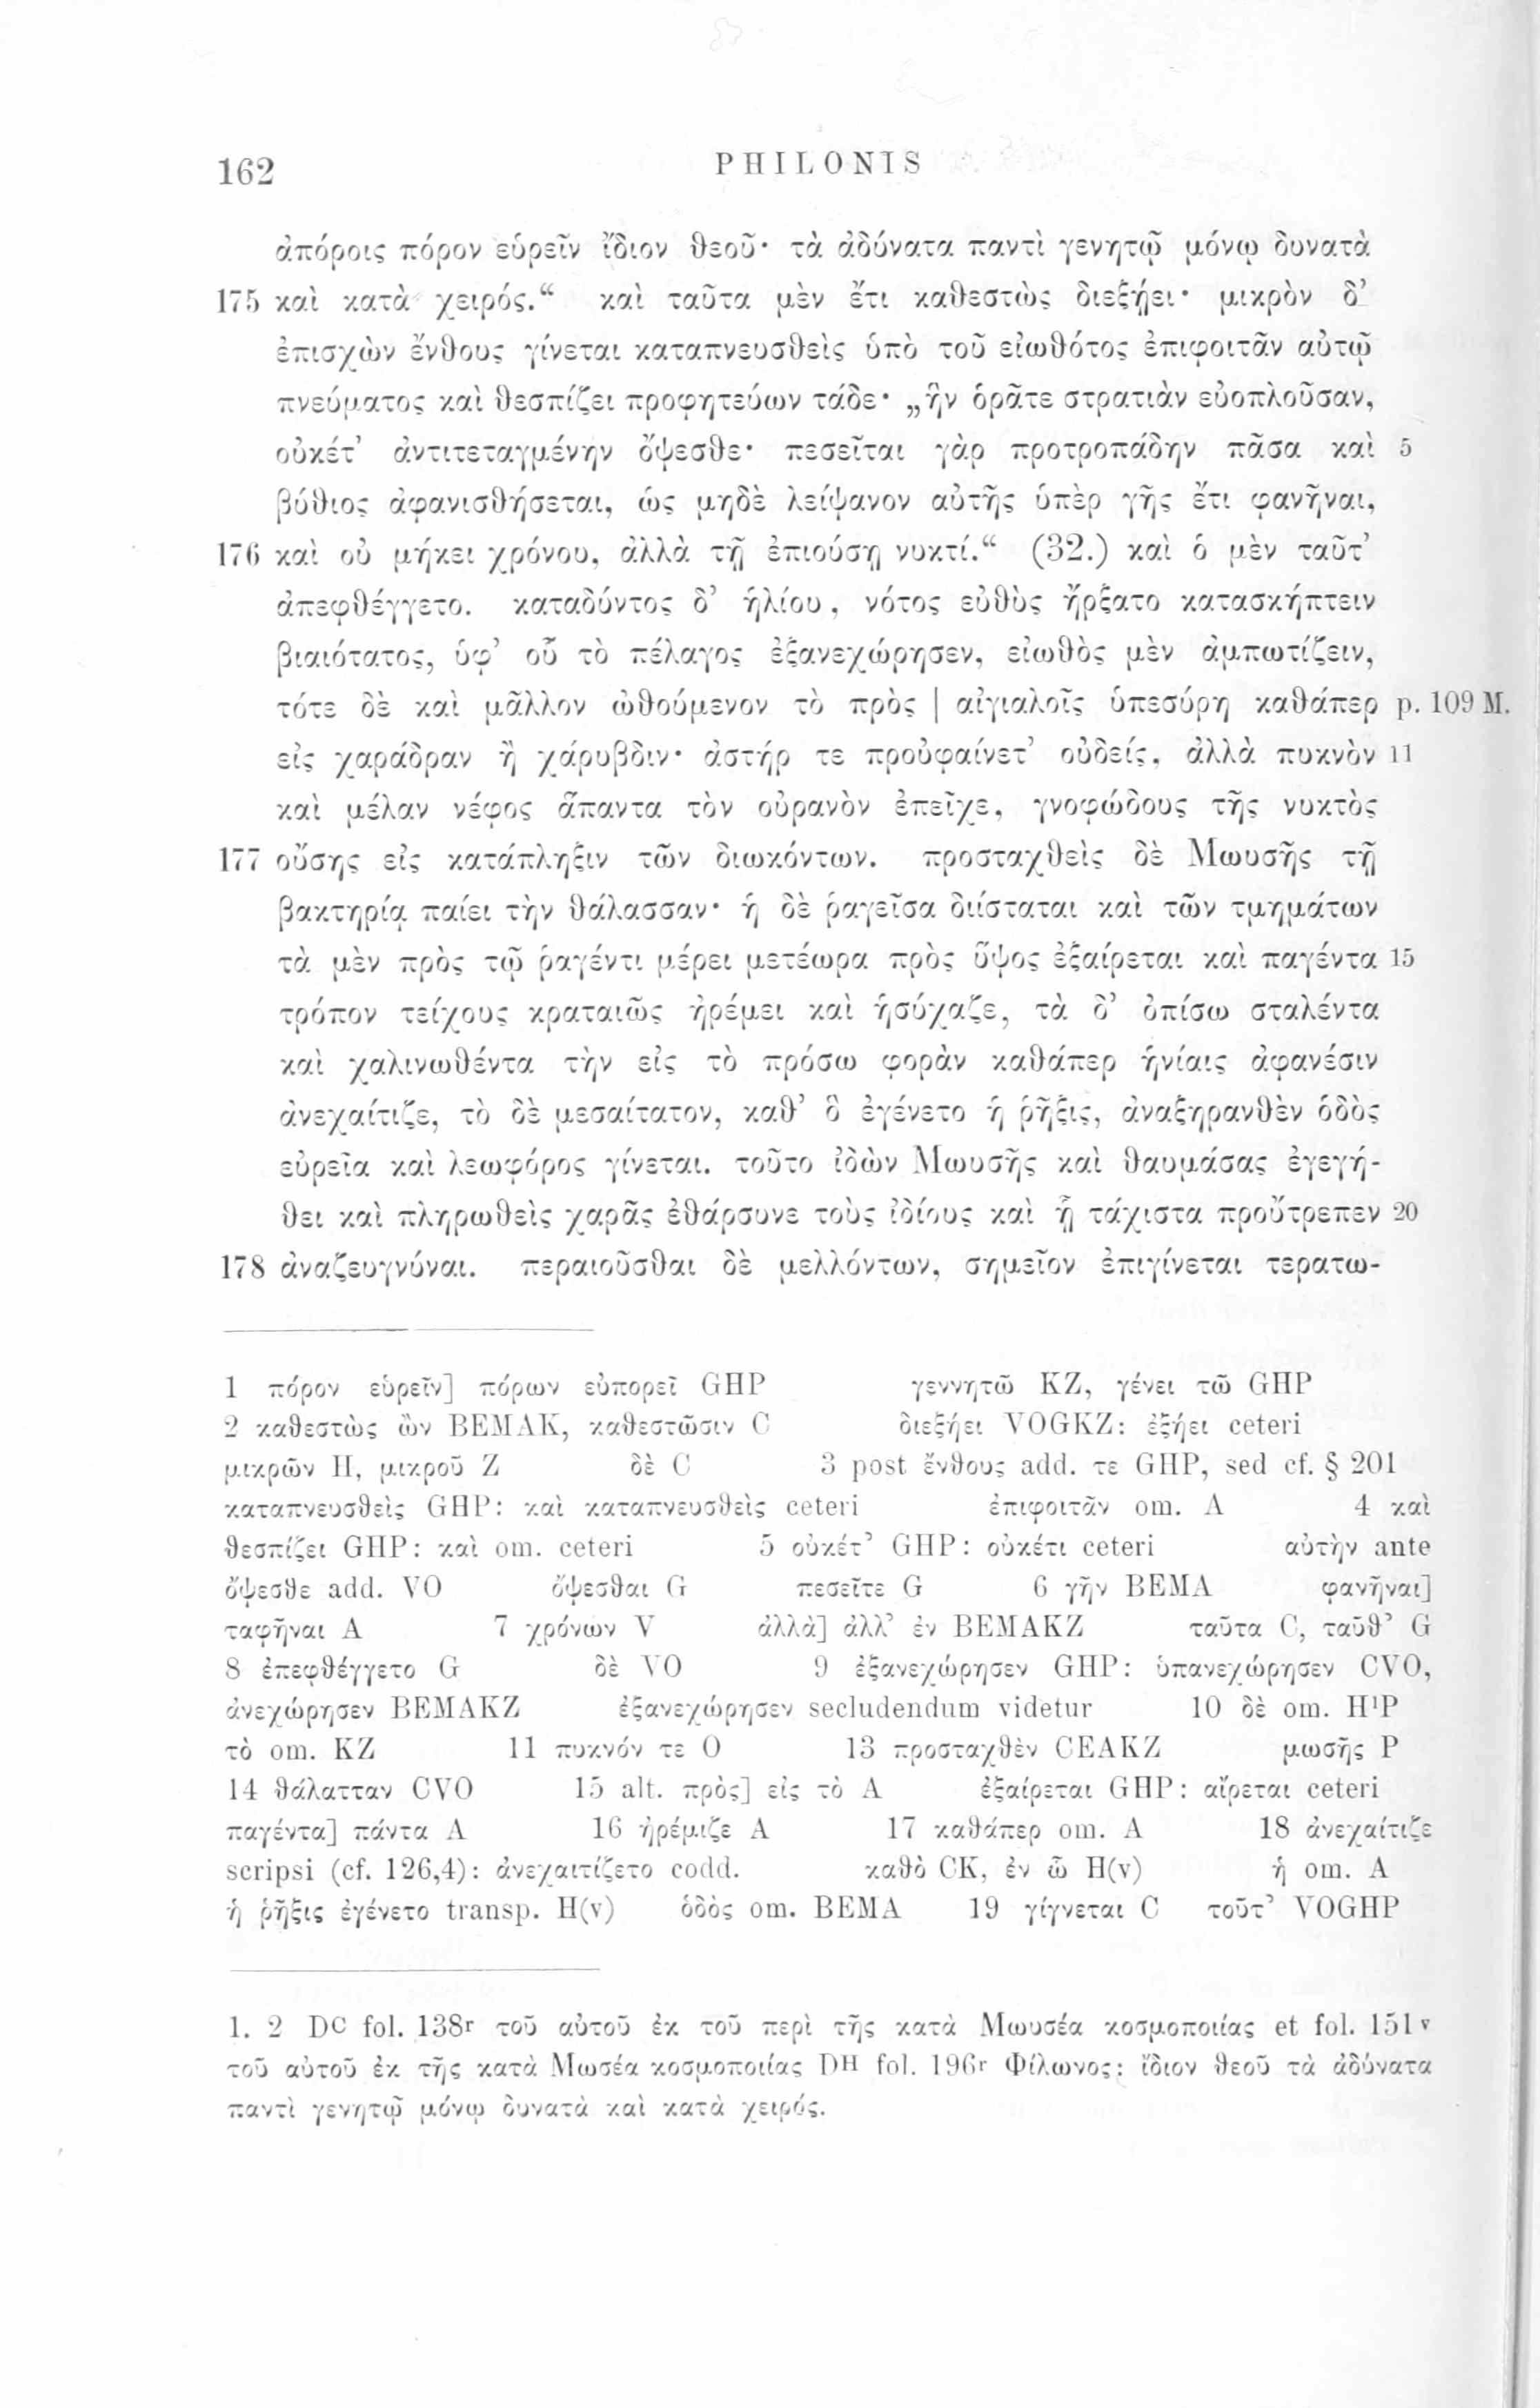 162 PHILONIS
ἀπόροις πόρον εὑρεῖν ἴδιον θεοῦ· τὰ ἀδύνατα παντὶ γενητῷ μόνῳ δυνατὰ
175 καὶ κατὰ χειρός.“ καὶ ταῦτα μὲν ἔτι καθεστὼς διεξῄει· μικρὸν δ’
ἐπισχὼν ἔνθους γίνεται καταπνευσθεὶς ὑπὸ τοῦ εἰωθότος ἐπιφοιτᾶν αὐτῷ
πνεύματος καὶ θεσπίζει προφητεύων τάδε· „ἣν ὁρᾶτε στρατιὰν εὐοπλοῦσαν,
οὐκέτ’ ἀντιτεταγμένην ὄψεσθε· πεσεῖται γὰρ προτροπάδην πᾶσα καὶ 5
βύθιος ἀφανισθήσεται, ὡς μηδὲ λείψανον αὐτῆς ὑπὲρ γῆς ἔτι φανῆναι,
176 καὶ οὐ μήκει χρόνου, ἀλλὰ τῇ ἐπιούσῃ νυκτί.“ (32.) καὶ ὁ μὲν ταῦτ’
ἀπεφθέγγετο. καταδύντος δ’ ἡλίου, νότος εὐθὺς ἤρξατο κατασκήπτειν
βιαιότατος, ὑφ’ οὗ τὸ πέλαγος ἐξανεχώρησεν, εἰωθὸς μὲν ἀμπωτίζειν,
τότε δὲ καὶ μᾶλλον ὠθούμενον τὸ πρὸς | αἰγιαλοῖς ὑπεσύρη καθάπερ p. 109 M.
εἰς χαράδραν ἢ χάρυβδιν· ἀστήρ τε προὐφαίνετ’ οὐδείς, ἀλλὰ πυκνὸν 11
καὶ μέλαν νέφος ἅπαντα τὸν οὐρανὸν ἐπεῖχε, γνοφώδους τῆς νυκτὸς
177 οὔσης εἰς κατάπληξιν τῶν διωκόντων. προσταχθεὶς δὲ Μωυσῆς τῇ
βακτηρίᾳ παίει τὴν θάλασσαν· ἡ δὲ ῥαγεῖσα διίσταται καὶ τῶν τμημάτων
τὰ μὲν πρὸς τῷ ῥαγέντι μέρει μετέωρα πρὸς ὕψος ἐξαίρεται καὶ παγέντα 15
τρόπον τείχους κραταιῶς ἠρέμει καὶ ἡσύχαζε, τὰ δ’ ὀπίσω σταλέντα
καὶ χαλινωθέντα τὴν εἰς τὸ πρόσω φορὰν καθάπερ ἡνίαις ἀφανέσιν
ἀνεχαίτιζε, τὸ δὲ μεσαίτατον, καθ’ ὃ ἐγένετο ἡ ῥῆξις, ἀναξηρανθὲν ὁδὸς
εὐρεῖα καὶ λεωφόρος γίνεται. τοῦτο ἰδὼν Μωυσῆς καὶ θαυμάσας ἐγεγή-
θει καὶ πληρωθεὶς χαρᾶς ἐθάρσυνε τοὺς ἰδίους καὶ ᾗ τάχιστα προὔτρεπεν 20
178 ἀναζευγνύναι. περαιοῦσθαι δὲ μελλόντων, σημεῖον ἐπιγίνεται τερατω-
1 πόρον εὑρεῖν] πόρων εὐπορεῖ GHP γεννητῶ KZ, γένει τῶ GHP
2 καθεστὼς ὢν BEMAK, καθεστῶσιν C διεξῄει VOGKZ: ἐξῄει ceteri
μικρῶν H, μικροῦ Z δὲ C 3 post ἔνθους add. τε GHP, sed cf. § 201
καταπνευσθεὶς GHP: καὶ καταπνευσθεὶς ceteri ἐπιφοιτᾶν om. A 4 καὶ
θεσπίζει GHP: καὶ om. ceteri 5 οὐκέτ’ GHP: οὐκέτι ceteri αὐτὴν ante
ὄψεσθε add. VO ὄψεσθαι G πεσεῖτε G 6 γῆν BEMA φανῆναι]
ταφῆναι A 7 χρόνων V ἀλλὰ] ἀλλ’ ἐν BEMAKZ ταῦτα C, ταῦθ’ G
8 ἐπεφθέγγετο G δὲ VO 9 ἐξανεχώρησεν GHP: ὑπανεχώρησεν CVO,
ἀνεχώρησεν BEMAKZ ἐξανεχώρησεν secludendum videtur 10 δὲ om. H¹P
τὸ om. KZ 11 πυκνόν τε O 13 προσταχθὲν CEAKZ μωσῆς P
14 θάλατταν CVO 15 alt. πρὸς] εἰς τὸ A ἐξαίρεται GHP: αἴρεται ceteri
παγέντα] πάντα A 16 ἠρέμιζε A 17 καθάπερ om. A 18 ἀνεχαίτιζε
scripsi (cf. 126,4): ἀνεχαιτίζετο codd. καθὸ CK, ἐν ὧ H(v) ἡ om. A
ἡ ῥῆξις ἐγένετο transp. H(v) ὁδὸς om. BEMA 19 γίγνεται C τοῦτ’ VOGHP
1. 2 Dᶜ fol. 138ʳ τοῦ αὐτοῦ ἐκ τοῦ περὶ τῆς κατὰ Μωυσέα κοσμοποιίας et fol. 151ᵛ
τοῦ αὐτοῦ ἐκ τῆς κατὰ Μωσέα κοσμοποιίας Dᴴ fol. 196ʳ Φίλωνος: ἴδιον θεοῦ τὰ ἀδύνατα
παντὶ γενητῷ μόνῳ δυνατὰ καὶ κατὰ χειρός.